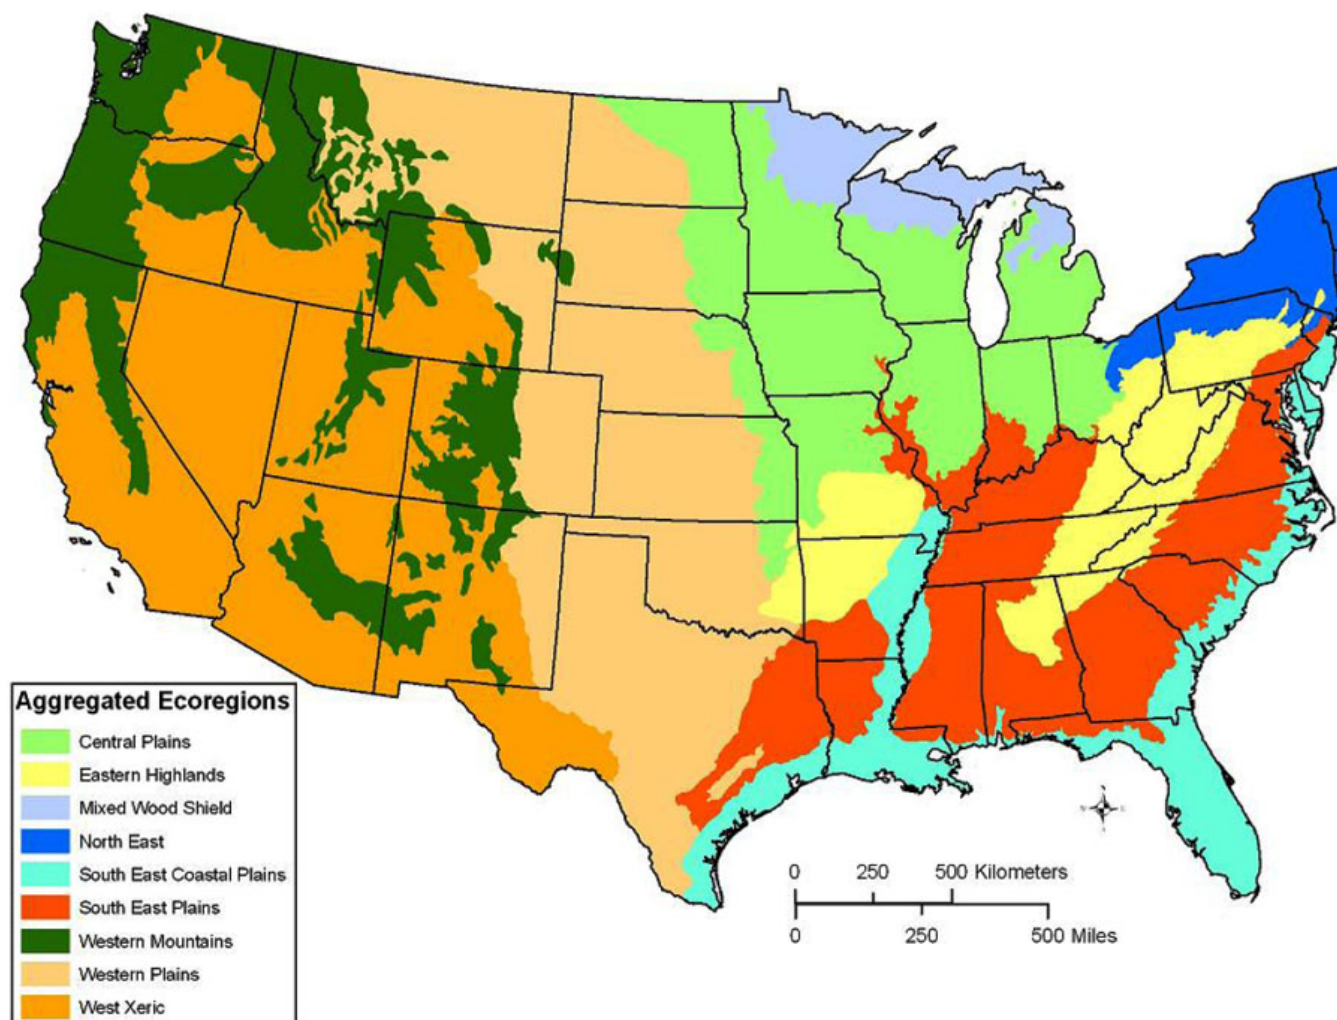 Aggregated Ecoregions
Central Plains
Eastern Highlands
Mixed Wood Shield
North East
South East Coastal Plains
South East Plains
Western Mountains
Western Plains
West Xeric
0 250 500 Kilometers
0 250 500 Miles